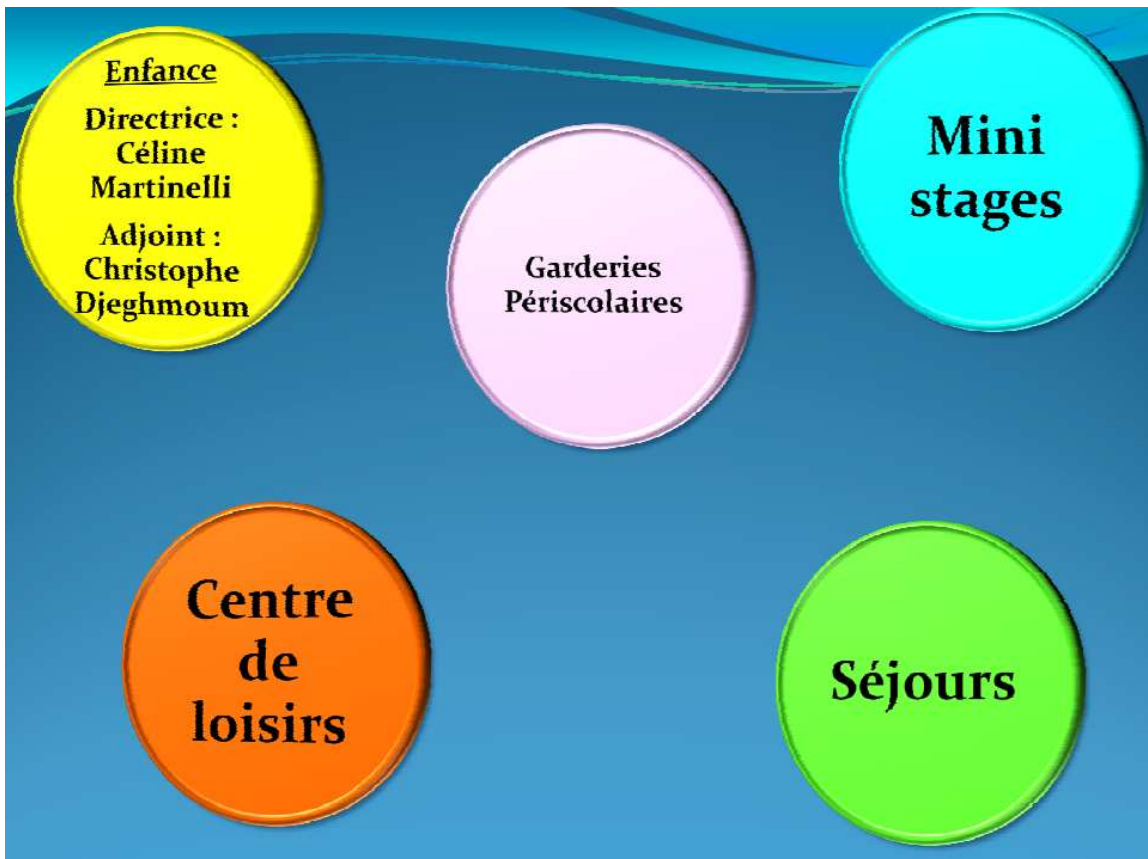 Enfance
Directrice :
Céline
Martinelli
Adjoint :
Christophe
Djeghmoum
Garderies
Périscolaires
Mini
stages
Centre
de
loisirs
Séjours